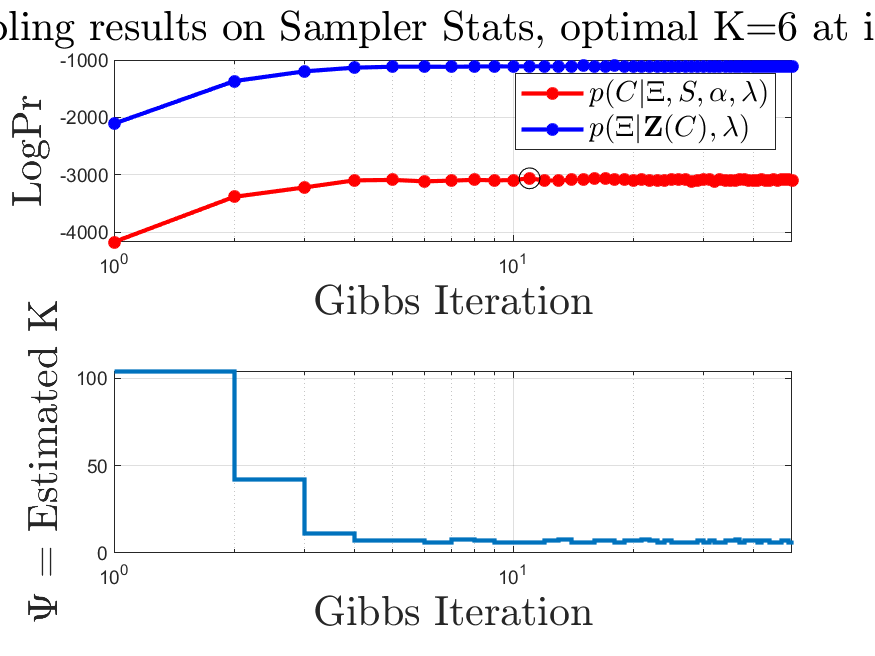 pling results on Sampler Stats, optimal K=6 at i
LogPr
-1000
-2000
-3000
-4000
p(C|Ξ, S, α, λ)
p(Ξ|Z(C), λ)
10^0
10^1
Gibbs Iteration
Ψ = Estimated K
100
50
0
10^0
10^1
Gibbs Iteration